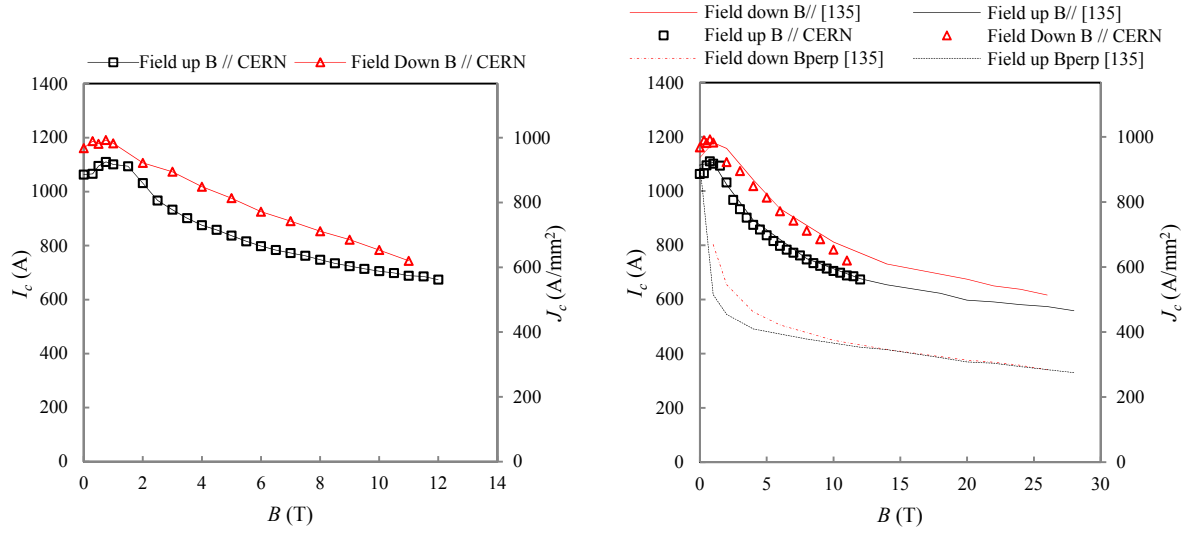 Field up B // CERN Field Down B // CERN
1400
1200
1000
800
600
400
200
0
I_c (A)
1000
800
600
400
200
0
J_c (A/mm²)
0 2 4 6 8 10 12 14
B (T)
Field down B// [135] Field up B// [135]
Field up B // CERN Field Down B // CERN
Field down Bperp [135] Field up Bperp [135]
1400
1200
1000
800
600
400
200
0
I_c (A)
1000
800
600
400
200
0
J_c (A/mm²)
0 5 10 15 20 25 30
B (T)